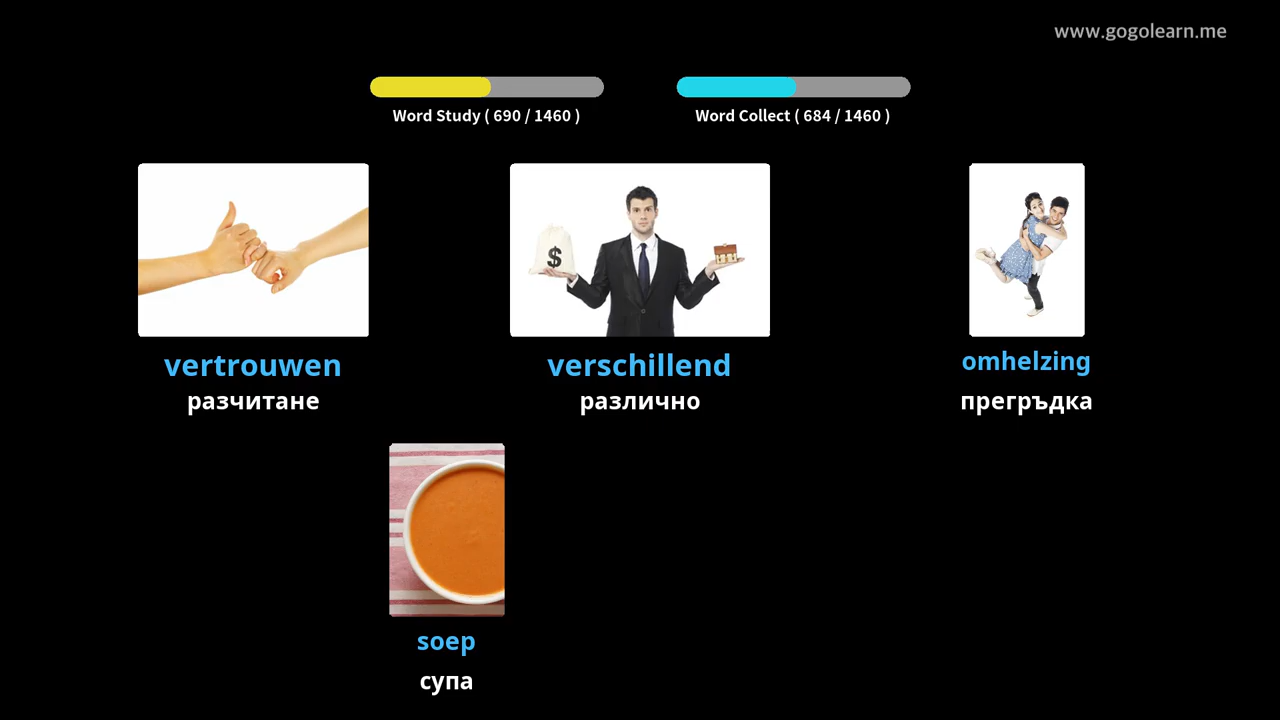 www.gogolearn.me
Word Study ( 690 / 1460 )
Word Collect ( 684 / 1460 )
vertrouwen
разчитане
verschillend
различно
omhelzing
прегръдка
$
soep
супа